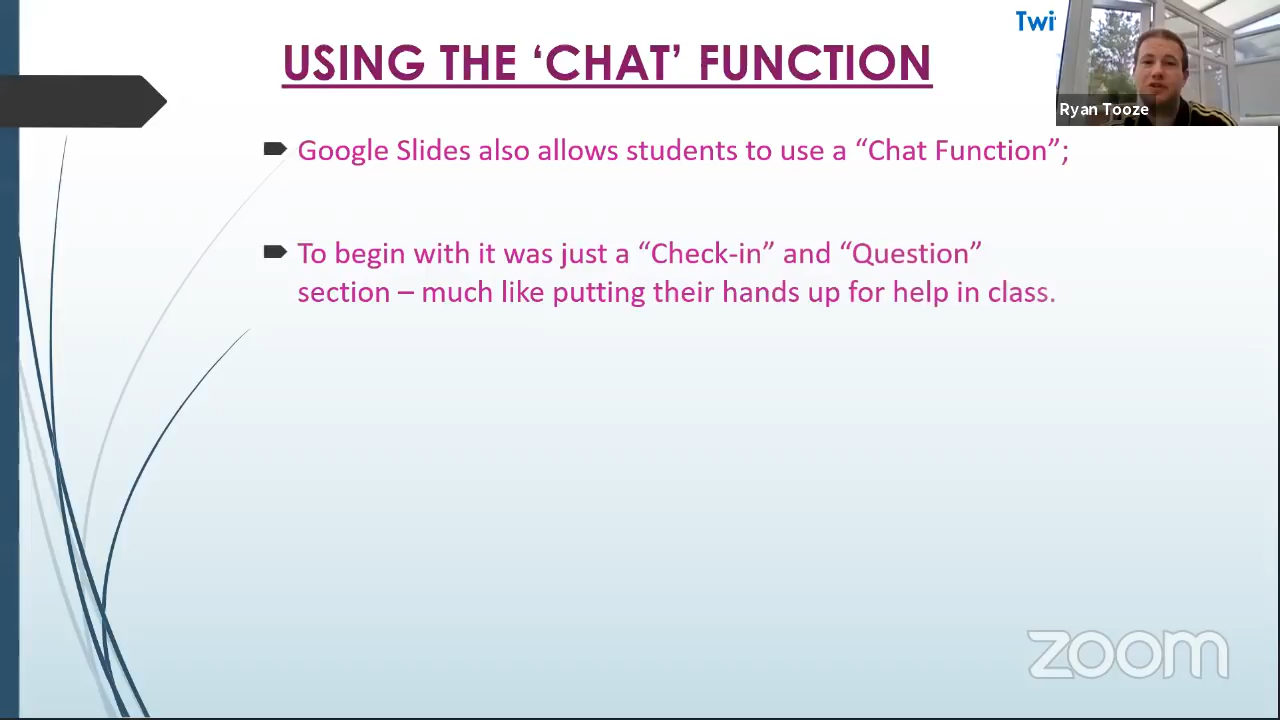 USING THE ‘CHAT’ FUNCTION
Twi
Ryan Tooze
Google Slides also allows students to use a “Chat Function”;
To begin with it was just a “Check-in” and “Question”
section – much like putting their hands up for help in class.
zoom